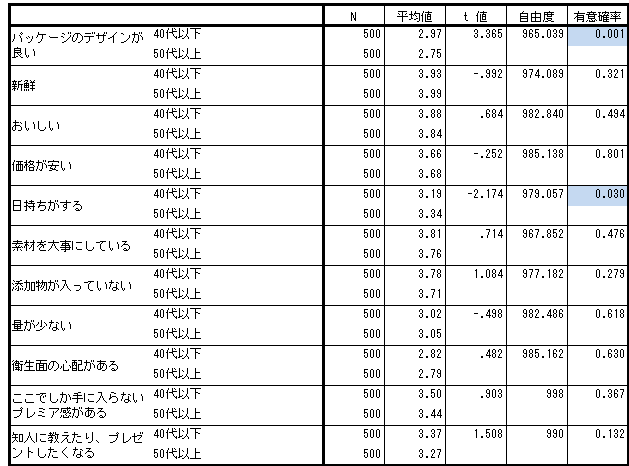 N 平均値 t 値 自由度 有意確率
パッケージのデザインが良い 40代以下 500 2.97 3.365 965.039 0.001
50代以上 500 2.75
新鮮 40代以下 500 3.93 -.992 974.089 0.321
50代以上 500 3.99
おいしい 40代以下 500 3.88 .684 982.840 0.494
50代以上 500 3.84
価格が安い 40代以下 500 3.66 -.252 985.138 0.801
50代以上 500 3.68
日持ちがする 40代以下 500 3.19 -2.174 979.057 0.030
50代以上 500 3.34
素材を大事にしている 40代以下 500 3.81 .714 967.852 0.476
50代以上 500 3.76
添加物が入っていない 40代以下 500 3.78 1.084 977.182 0.279
50代以上 500 3.71
量が少ない 40代以下 500 3.02 -.498 982.486 0.618
50代以上 500 3.05
衛生面の心配がある 40代以下 500 2.82 .482 985.162 0.630
50代以上 500 2.79
ここでしか手に入らないプレミア感がある 40代以下 500 3.50 .903 998 0.367
50代以上 500 3.44
知人に教えたり、プレゼントしたくなる 40代以下 500 3.37 1.508 990 0.132
50代以上 500 3.27